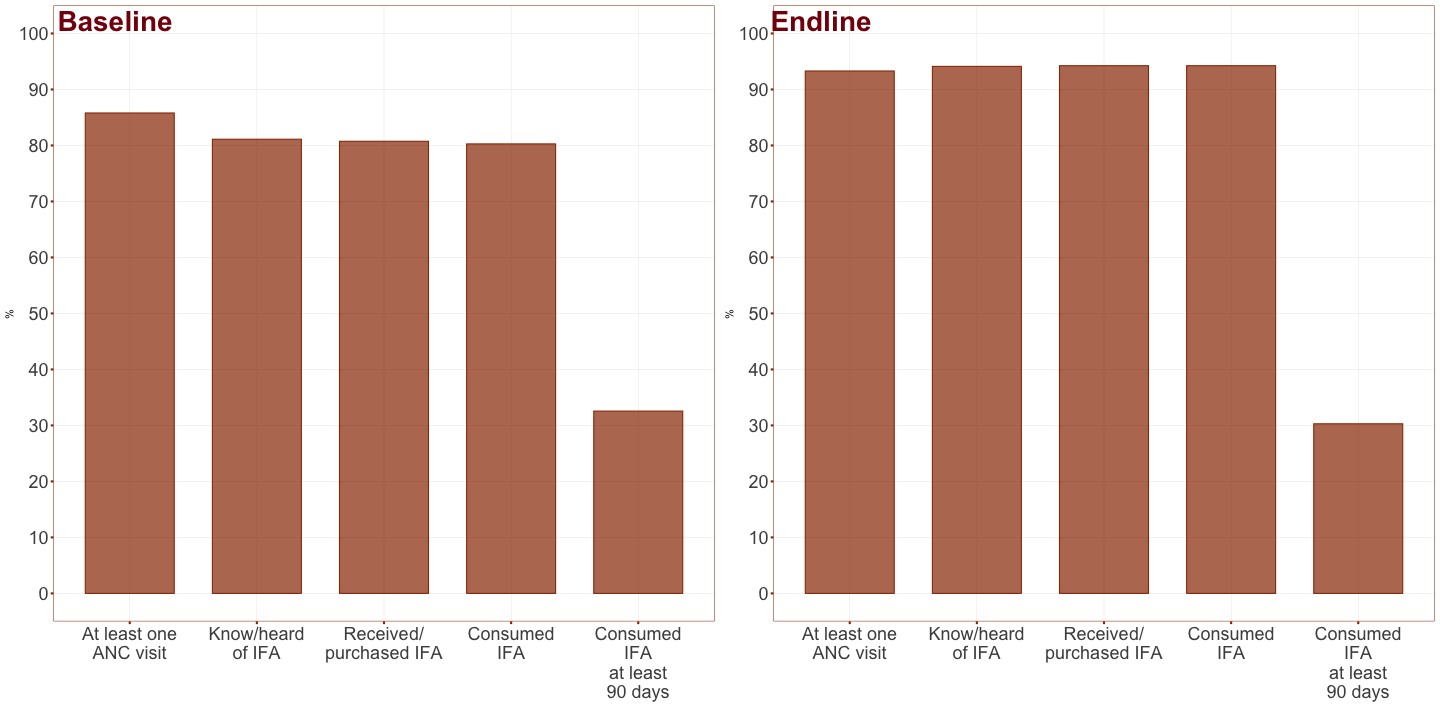 Baseline
100
90
80
70
60
50
40
30
20
10
0
%
At least one
ANC visit
Know/heard
of IFA
Received/
purchased IFA
Consumed
IFA
Consumed
IFA
at least
90 days
Endline
100
90
80
70
60
50
40
30
20
10
0
%
At least one
ANC visit
Know/heard
of IFA
Received/
purchased IFA
Consumed
IFA
Consumed
IFA
at least
90 days